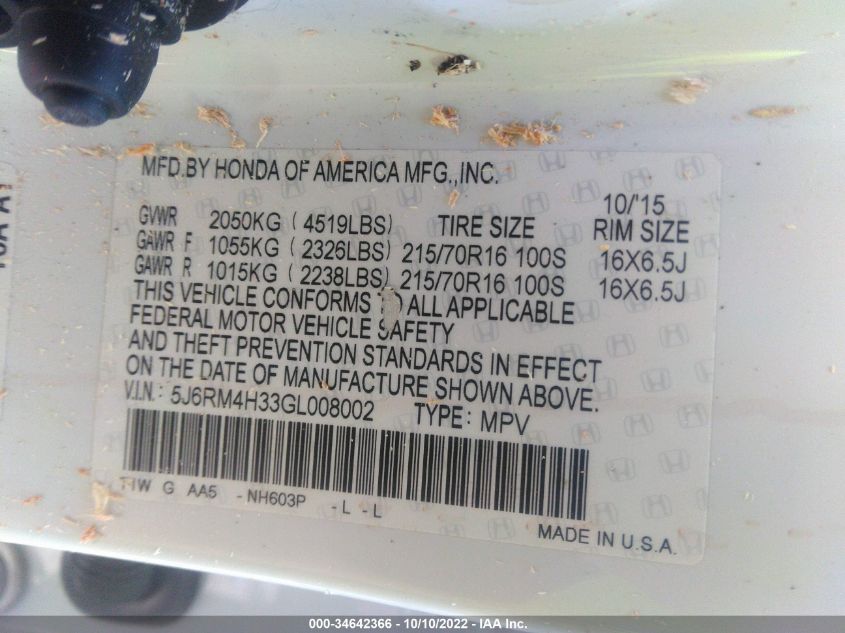 MFD.BY HONDA OF AMERICA MFG.,INC.
10/'15
GVWR 2050KG (4519LBS) TIRE SIZE RIM SIZE
GAWR F 1055KG (2326LBS) 215/70R16 100S 16X6.5J
GAWR R 1015KG (2238LBS) 215/70R16 100S 16X6.5J
THIS VEHICLE CONFORMS TO ALL APPLICABLE
FEDERAL MOTOR VEHICLE SAFETY
AND THEFT PREVENTION STANDARDS IN EFFECT
ON THE DATE OF MANUFACTURE SHOWN ABOVE.
V.I.N.: 5J6RM4H33GL008002 TYPE: MPV
G AA5 -NH603P -L -L
MADE IN U.S.A.
000-34642366 - 10/10/2022 - IAA Inc.